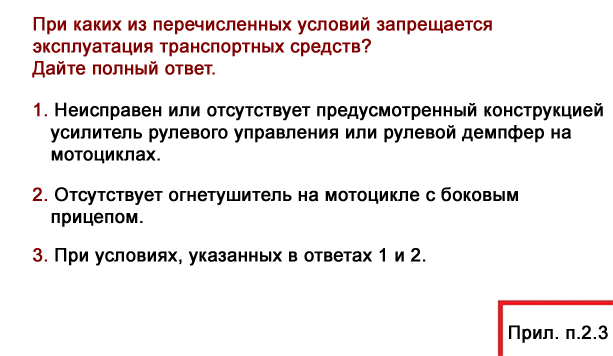 При каких из перечисленных условий запрещается
эксплуатация транспортных средств?
Дайте полный ответ.
1. Неисправен или отсутствует предусмотренный конструкцией
усилитель рулевого управления или рулевой демпфер на
мотоциклах.
2. Отсутствует огнетушитель на мотоцикле с боковым
прицепом.
3. При условиях, указанных в ответах 1 и 2.
Прил. п.2.3